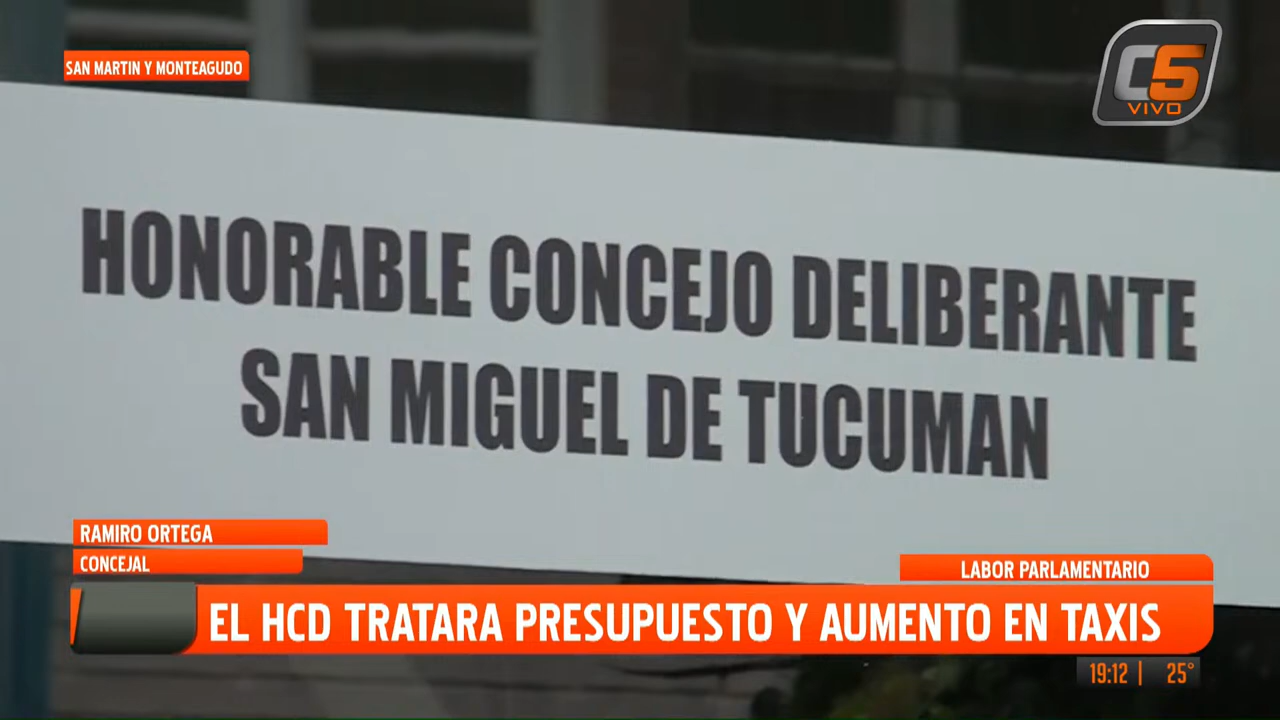 SAN MARTIN Y MONTEAGUDO
C5
VIVO
HONORABLE CONCEJO DELIBERANTE
SAN MIGUEL DE TUCUMAN
RAMIRO ORTEGA
CONCEJAL
LABOR PARLAMENTARIO
EL HCD TRATARA PRESUPUESTO Y AUMENTO EN TAXIS
19:12 | 25°